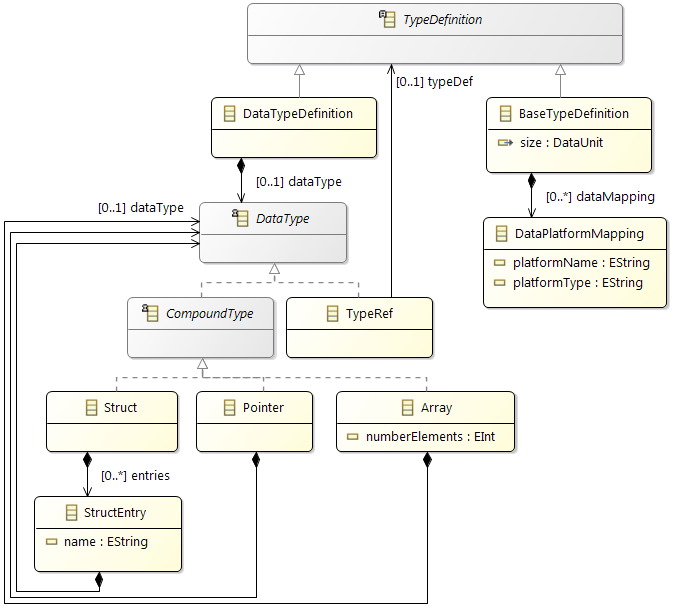 TypeDefinition
[0..1] typeDef
DataTypeDefinition
BaseTypeDefinition
size : DataUnit
[0..1] dataType
[0..*] dataMapping
[0..1] dataType
DataType
DataPlatformMapping
platformName : EString
platformType : EString
CompoundType
TypeRef
Struct
Pointer
Array
numberElements : EInt
[0..*] entries
StructEntry
name : EString